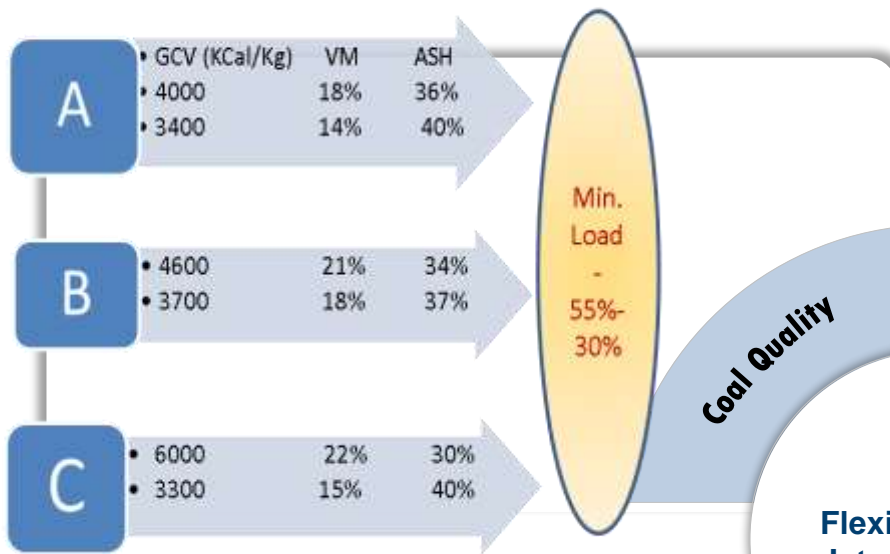 A
• GCV (KCal/Kg) VM ASH
• 4000 18% 36%
• 3400 14% 40%
B
• 4600 21% 34%
• 3700 18% 37%
C
• 6000 22% 30%
• 3300 15% 40%
Min.
Load
-
55%-
30%
Coal Quality
Flexi